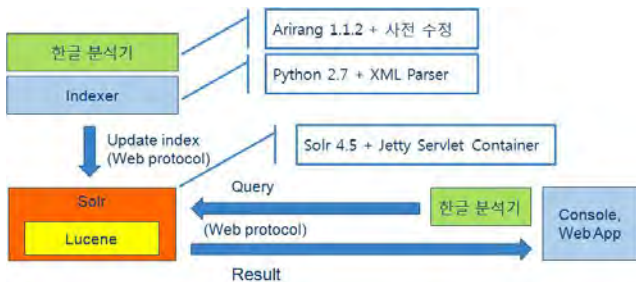 한글 분석기
Arirang 1.1.2 + 사전 수정
Indexer
Python 2.7 + XML Parser
Update index
(Web protocol)
Solr 4.5 + Jetty Servlet Container
Solr
Lucene
Query
(Web protocol)
Result
한글 분석기
Console,
Web App